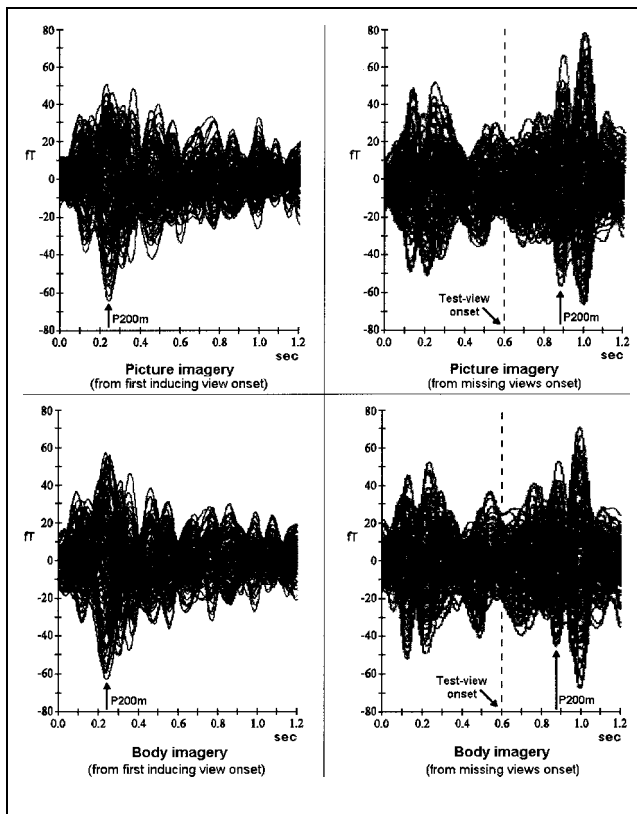 80
60
40
20
fT
0
-20
-40
-60
-80
P200m
0.0 0.2 0.4 0.6 0.8 1.0 1.2
sec
Picture imagery
(from first inducing view onset)
80
60
40
20
fT
0
-20
-40
-60
-80
Test-view
onset
P200m
0.0 0.2 0.4 0.6 0.8 1.0 1.2
sec
Picture imagery
(from missing views onset)
80
60
40
20
fT
0
-20
-40
-60
-80
P200m
0.0 0.2 0.4 0.6 0.8 1.0 1.2
sec
Body imagery
(from first inducing view onset)
80
60
40
20
fT
0
-20
-40
-60
-80
Test-view
onset
P200m
0.0 0.2 0.4 0.6 0.8 1.0 1.2
sec
Body imagery
(from missing views onset)